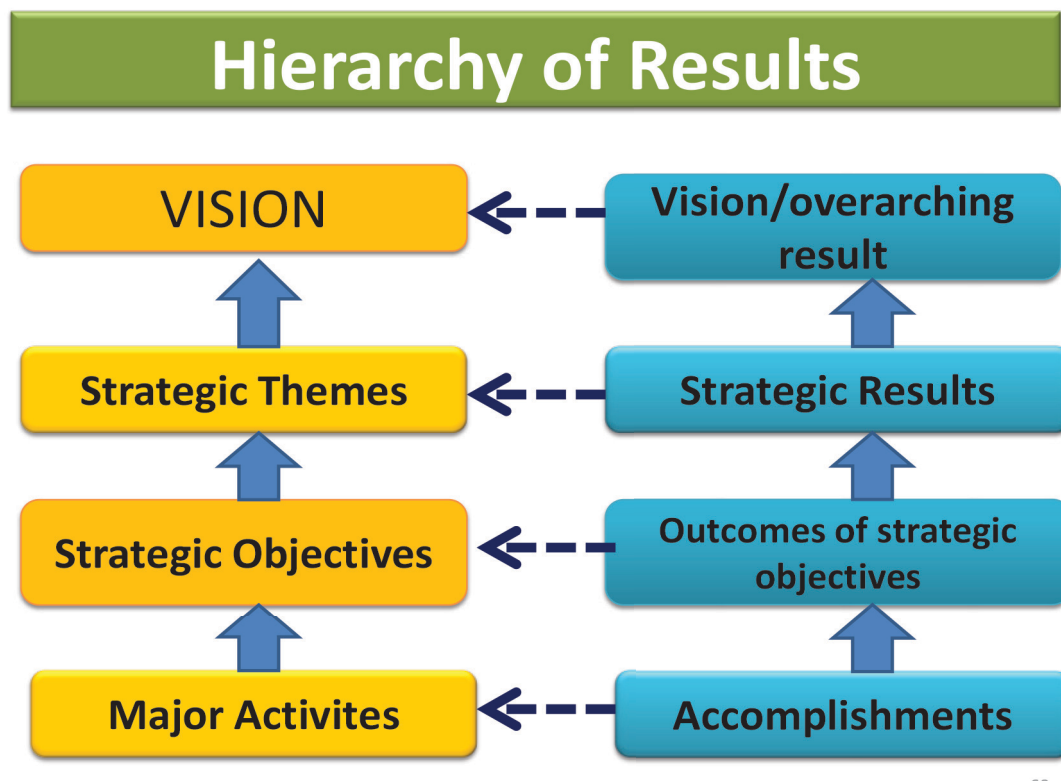 Hierarchy of Results
VISION
Vision/overarching
result
Strategic Themes
Strategic Results
Strategic Objectives
Outcomes of strategic
objectives
Major Activites
Accomplishments